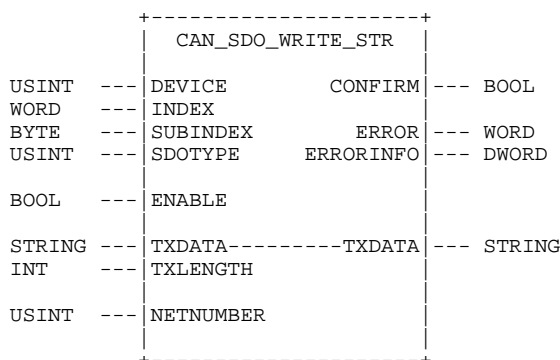 +---------------------+
| CAN_SDO_WRITE_STR |
| |
USINT ---|DEVICE CONFIRM|--- BOOL
WORD ---|INDEX |
BYTE ---|SUBINDEX ERROR|--- WORD
USINT ---|SDOTYPE ERRORINFO|--- DWORD
| |
BOOL ---|ENABLE |
| |
STRING ---|TXDATA---------TXDATA|--- STRING
INT ---|TXLENGTH |
| |
USINT ---|NETNUMBER |
| |
+---------------------+